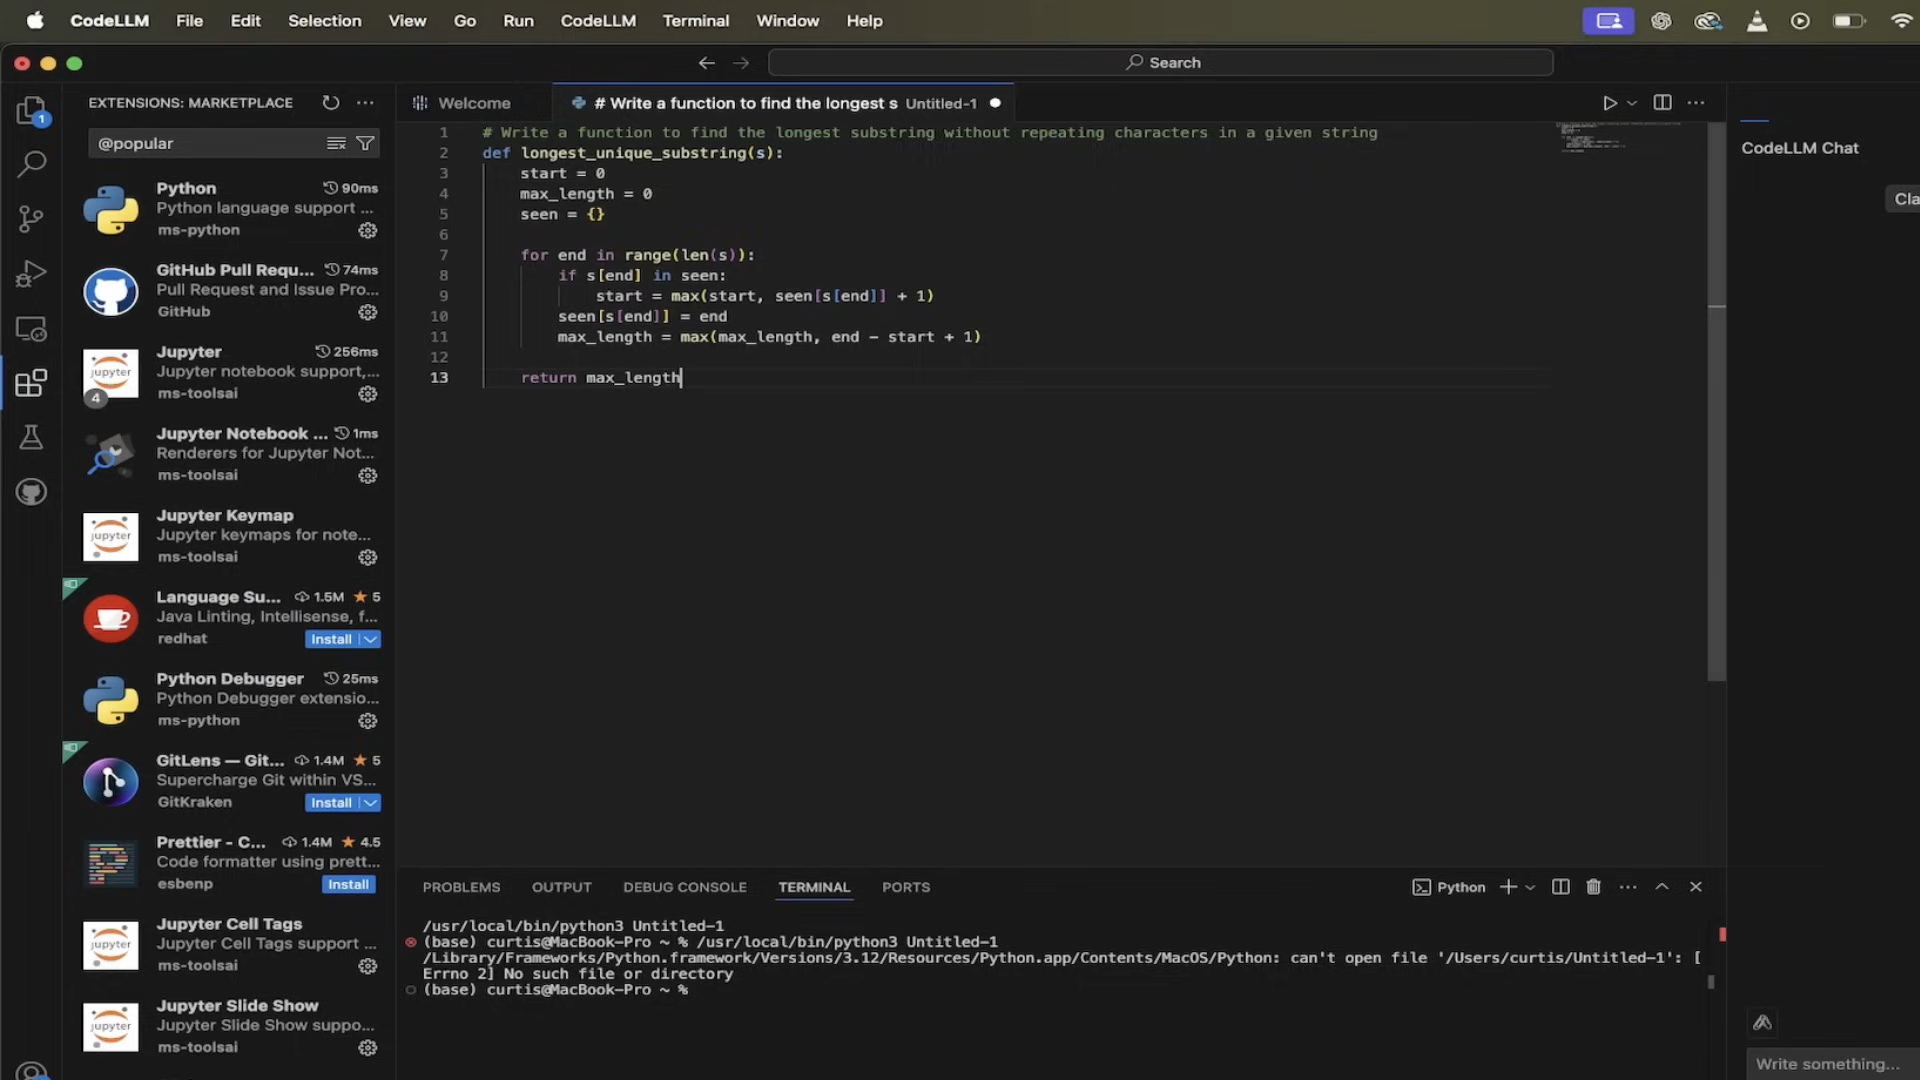 CodeLLM File Edit Selection View Go Run CodeLLM Terminal Window Help
Search
EXTENSIONS: MARKETPLACE
@popular
Python 90ms
Python language support ...
ms-python
GitHub Pull Requ... 74ms
Pull Request and Issue Pro...
GitHub
Jupyter 256ms
Jupyter notebook support,...
ms-toolsai
jupyter
4
Jupyter Notebook ... 1ms
Renderers for Jupyter Not...
ms-toolsai
Jupyter Keymap
Jupyter keymaps for note...
ms-toolsai
jupyter
Language Su... 1.5M 5
Java Linting, Intellisense, f...
redhat
Install
Python Debugger 25ms
Python Debugger extensio...
ms-python
GitLens — Git... 1.4M 5
Supercharge Git within VS...
GitKraken
Install
Prettier - C... 1.4M 4.5
Code formatter using prett...
esbenp
Install
Jupyter Cell Tags
Jupyter Cell Tags support ...
ms-toolsai
jupyter
Jupyter Slide Show
Jupyter Slide Show suppo...
ms-toolsai
jupyter
1
Welcome
# Write a function to find the longest s Untitled-1
1 # Write a function to find the longest substring without repeating characters in a given string
2 def longest_unique_substring(s):
3 start = 0
4 max_length = 0
5 seen = {}
6
7 for end in range(len(s)):
8 if s[end] in seen:
9 start = max(start, seen[s[end]] + 1)
10 seen[s[end]] = end
11 max_length = max(max_length, end - start + 1)
12
13 return max_length
PROBLEMS OUTPUT DEBUG CONSOLE TERMINAL PORTS
Python
/usr/local/bin/python3 Untitled-1
(base) curtis@MacBook-Pro ~ % /usr/local/bin/python3 Untitled-1
/Library/Frameworks/Python.framework/Versions/3.12/Resources/Python.app/Contents/MacOS/Python: can't open file '/Users/curtis/Untitled-1': [
Errno 2] No such file or directory
(base) curtis@MacBook-Pro ~ %
CodeLLM Chat
Cla
Write something...